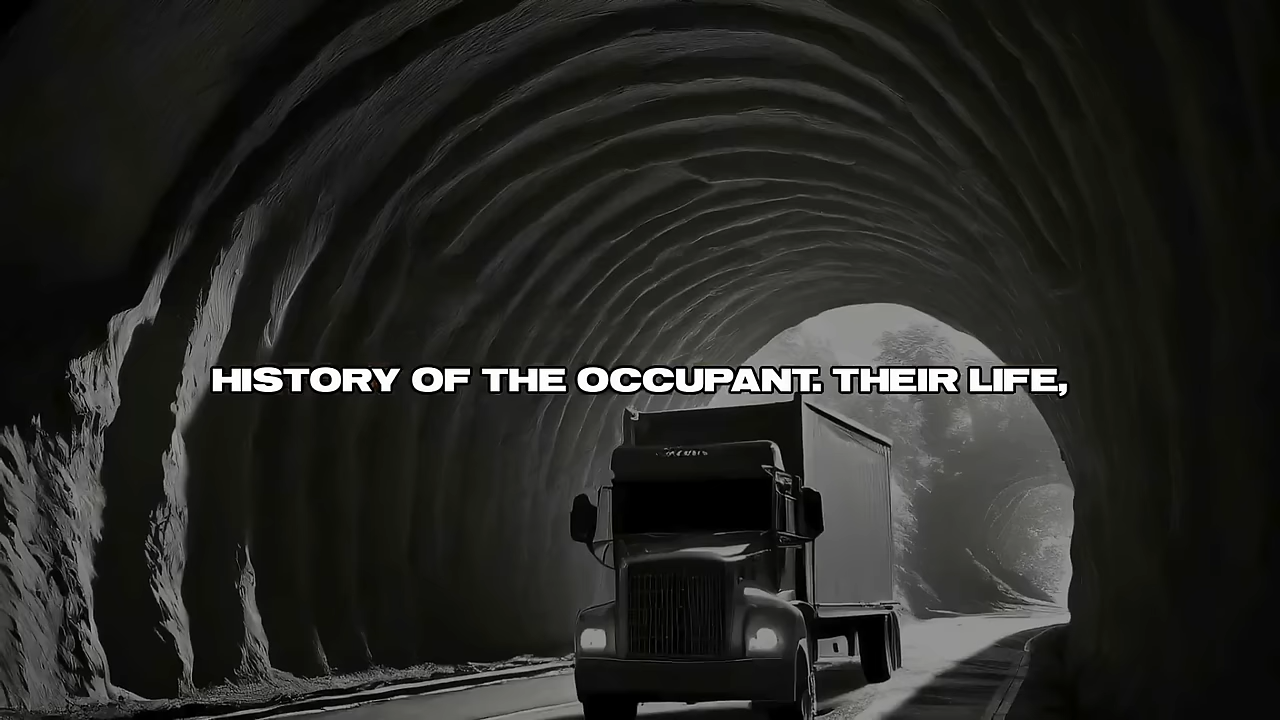 HISTORY OF THE OCCUPANT. THEIR LIFE,